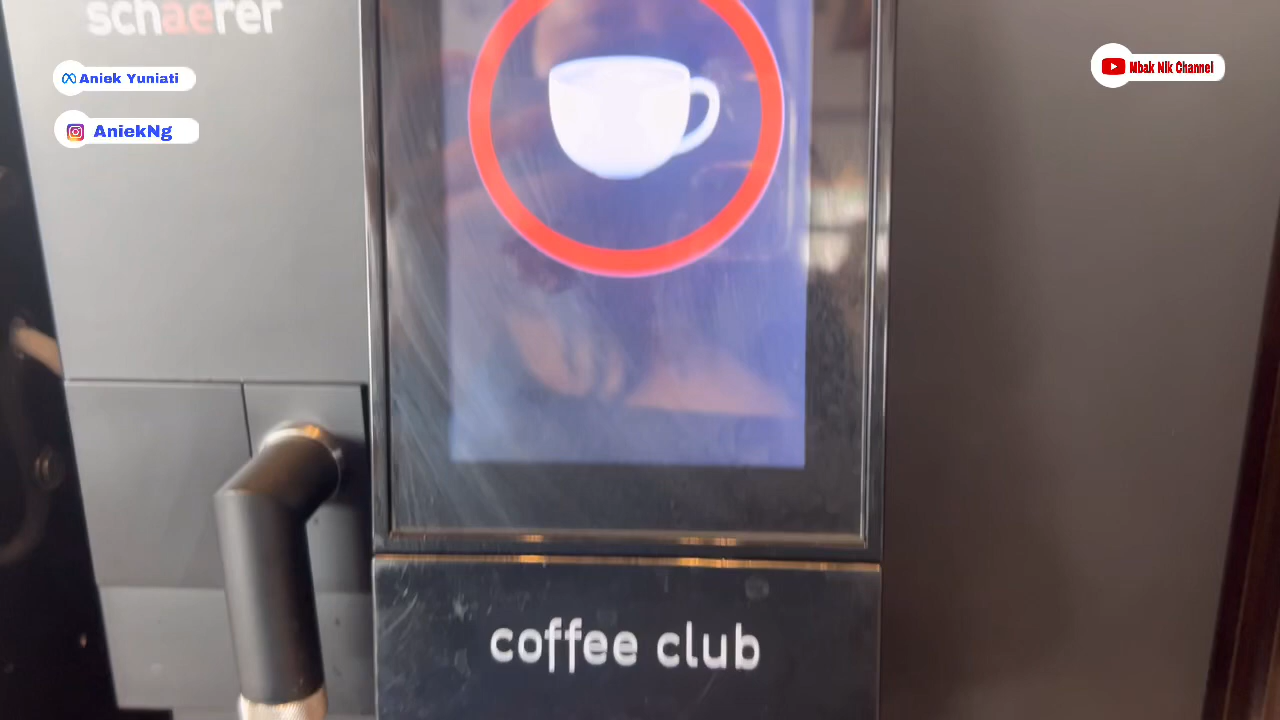 schaerer
Aniek Yuniati
AniekNg
Mbak Nik Channel
coffee club